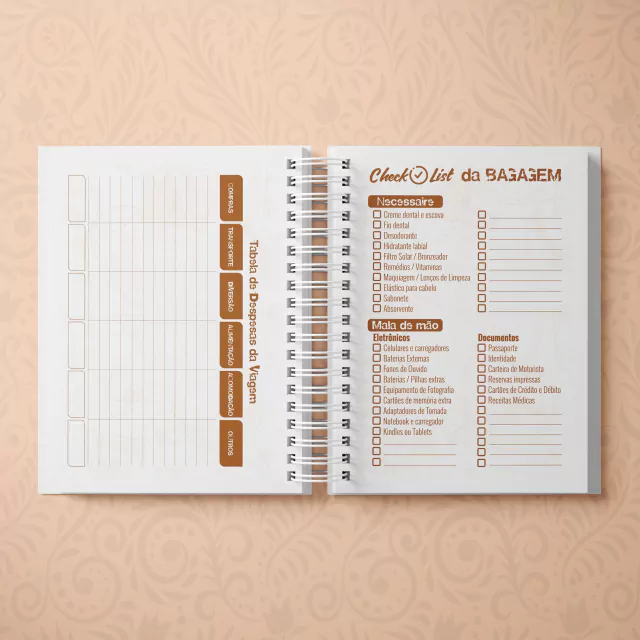 Tabela de Despesas da Viagem
COMPRAS
TRANSPORTE
DIVERSÃO
ALIMENTAÇÃO
ACOMODAÇÃO
OUTROS
Check List da BAGAGEM
Necessaire
Creme dental e escova
Fio dental
Desodorante
Hidratante labial
Filtro Solar / Bronzeador
Remédios / Vitaminas
Maquiagem / Lenços de Limpeza
Elástico para cabelo
Sabonete
Absorvente
Mala de mão
Eletrônicos
Celulares e carregadores
Baterias Externas
Fones de Ouvido
Baterias / Pilhas extras
Equipamento de Fotografia
Cartões de memória extra
Adaptadores de Tomada
Notebook e carregador
Kindles ou Tablets
Documentos
Passaporte
Identidade
Carteira de Motorista
Reservas impressas
Cartões de Crédito e Débito
Receitas Médicas